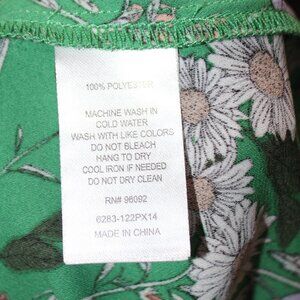 100% POLYESTER
MACHINE WASH IN
COLD WATER
WASH WITH LIKE COLORS
DO NOT BLEACH
HANG TO DRY
COOL IRON IF NEEDED
DO NOT DRY CLEAN
RN# 96092
6283-122PX14
MADE IN CHINA